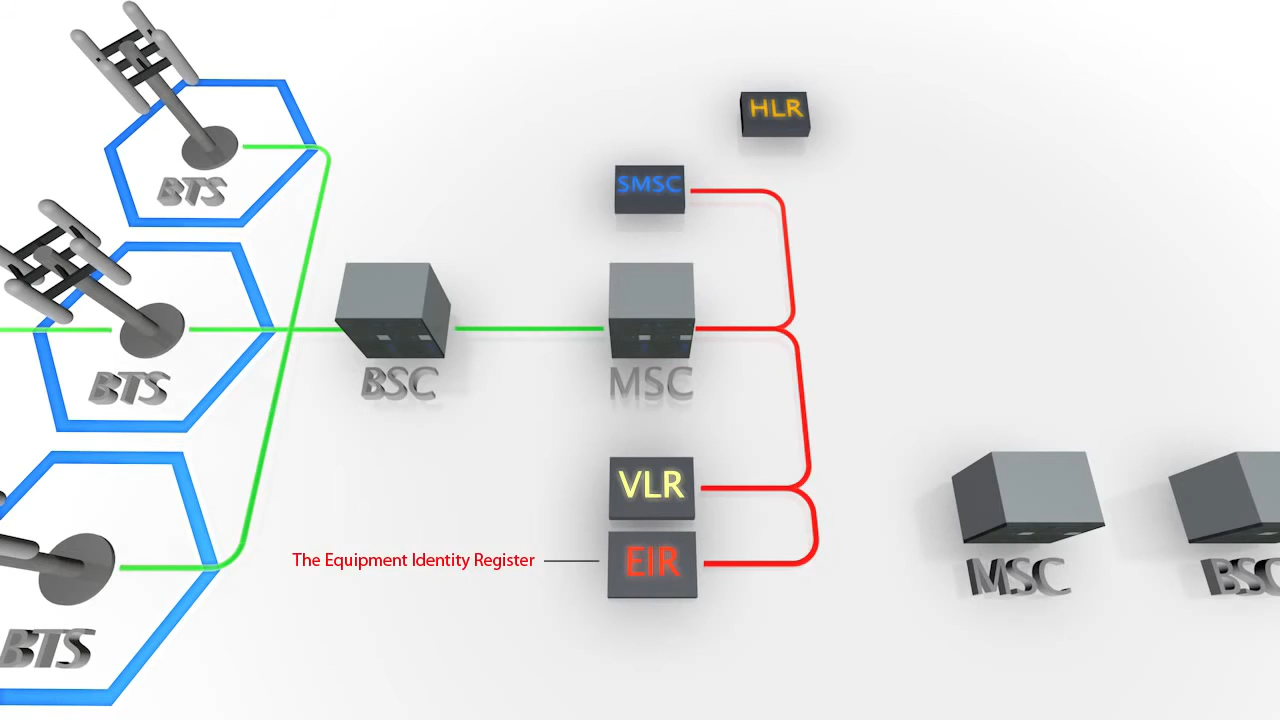 HLR
SMSC
BTS
BTS
BSC
MSC
VLR
The Equipment Identity Register
EIR
MSC
BSC
BTS